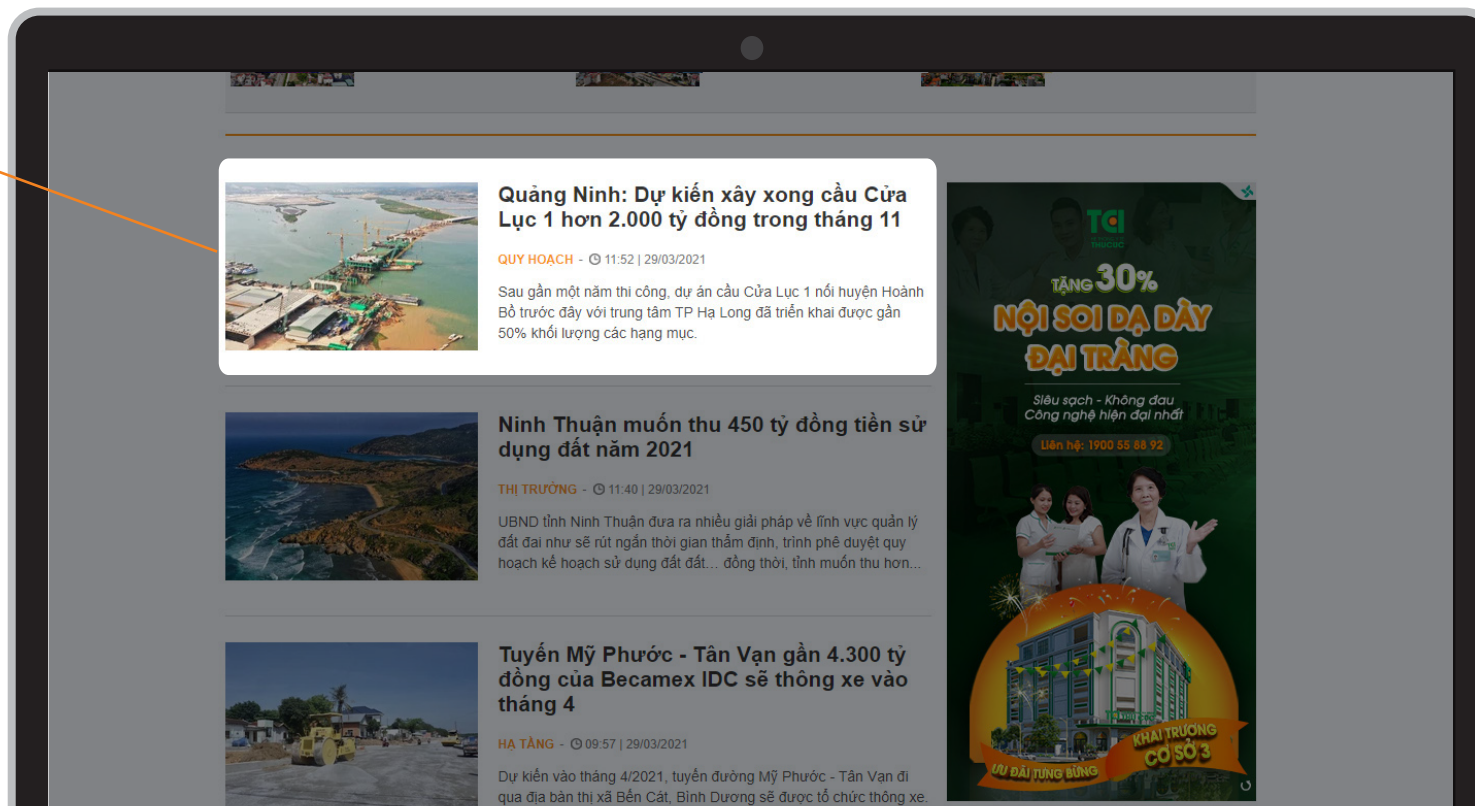 Quảng Ninh: Dự kiến xây xong cầu Cửa
Lục 1 hơn 2.000 tỷ đồng trong tháng 11
QUY HOẠCH - 11:52 | 29/03/2021
Sau gần một năm thi công, dự án cầu Cửa Lục 1 nối huyện Hoành
Bồ trước đây với trung tâm TP Hạ Long đã triển khai được gần
50% khối lượng các hạng mục.
Ninh Thuận muốn thu 450 tỷ đồng tiền sử
dụng đất năm 2021
THỊ TRƯỜNG - 11:40 | 29/03/2021
UBND tỉnh Ninh Thuận đưa ra nhiều giải pháp về lĩnh vực quản lý
đất đai như sẽ rút ngắn thời gian thẩm định, trình phê duyệt quy
hoạch kế hoạch sử dụng đất đất... đồng thời, tỉnh muốn thu hơn...
Tuyến Mỹ Phước - Tân Vạn gần 4.300 tỷ
đồng của Becamex IDC sẽ thông xe vào
tháng 4
HẠ TẦNG - 09:57 | 29/03/2021
Dự kiến vào tháng 4/2021, tuyến đường Mỹ Phước - Tân Vạn đi
qua địa bàn thị xã Bến Cát, Bình Dương sẽ được tổ chức thông xe.
TCI
THUCUC
TẶNG 30%
NỘI SOI DẠ DÀY
ĐẠI TRÀNG
Siêu sạch - Không đau
Công nghệ hiện đại nhất
Liên hệ: 1900 55 88 92
TCI
KHAI TRƯƠNG
CƠ SỞ 3
ƯU ĐÃI TƯNG BỪNG